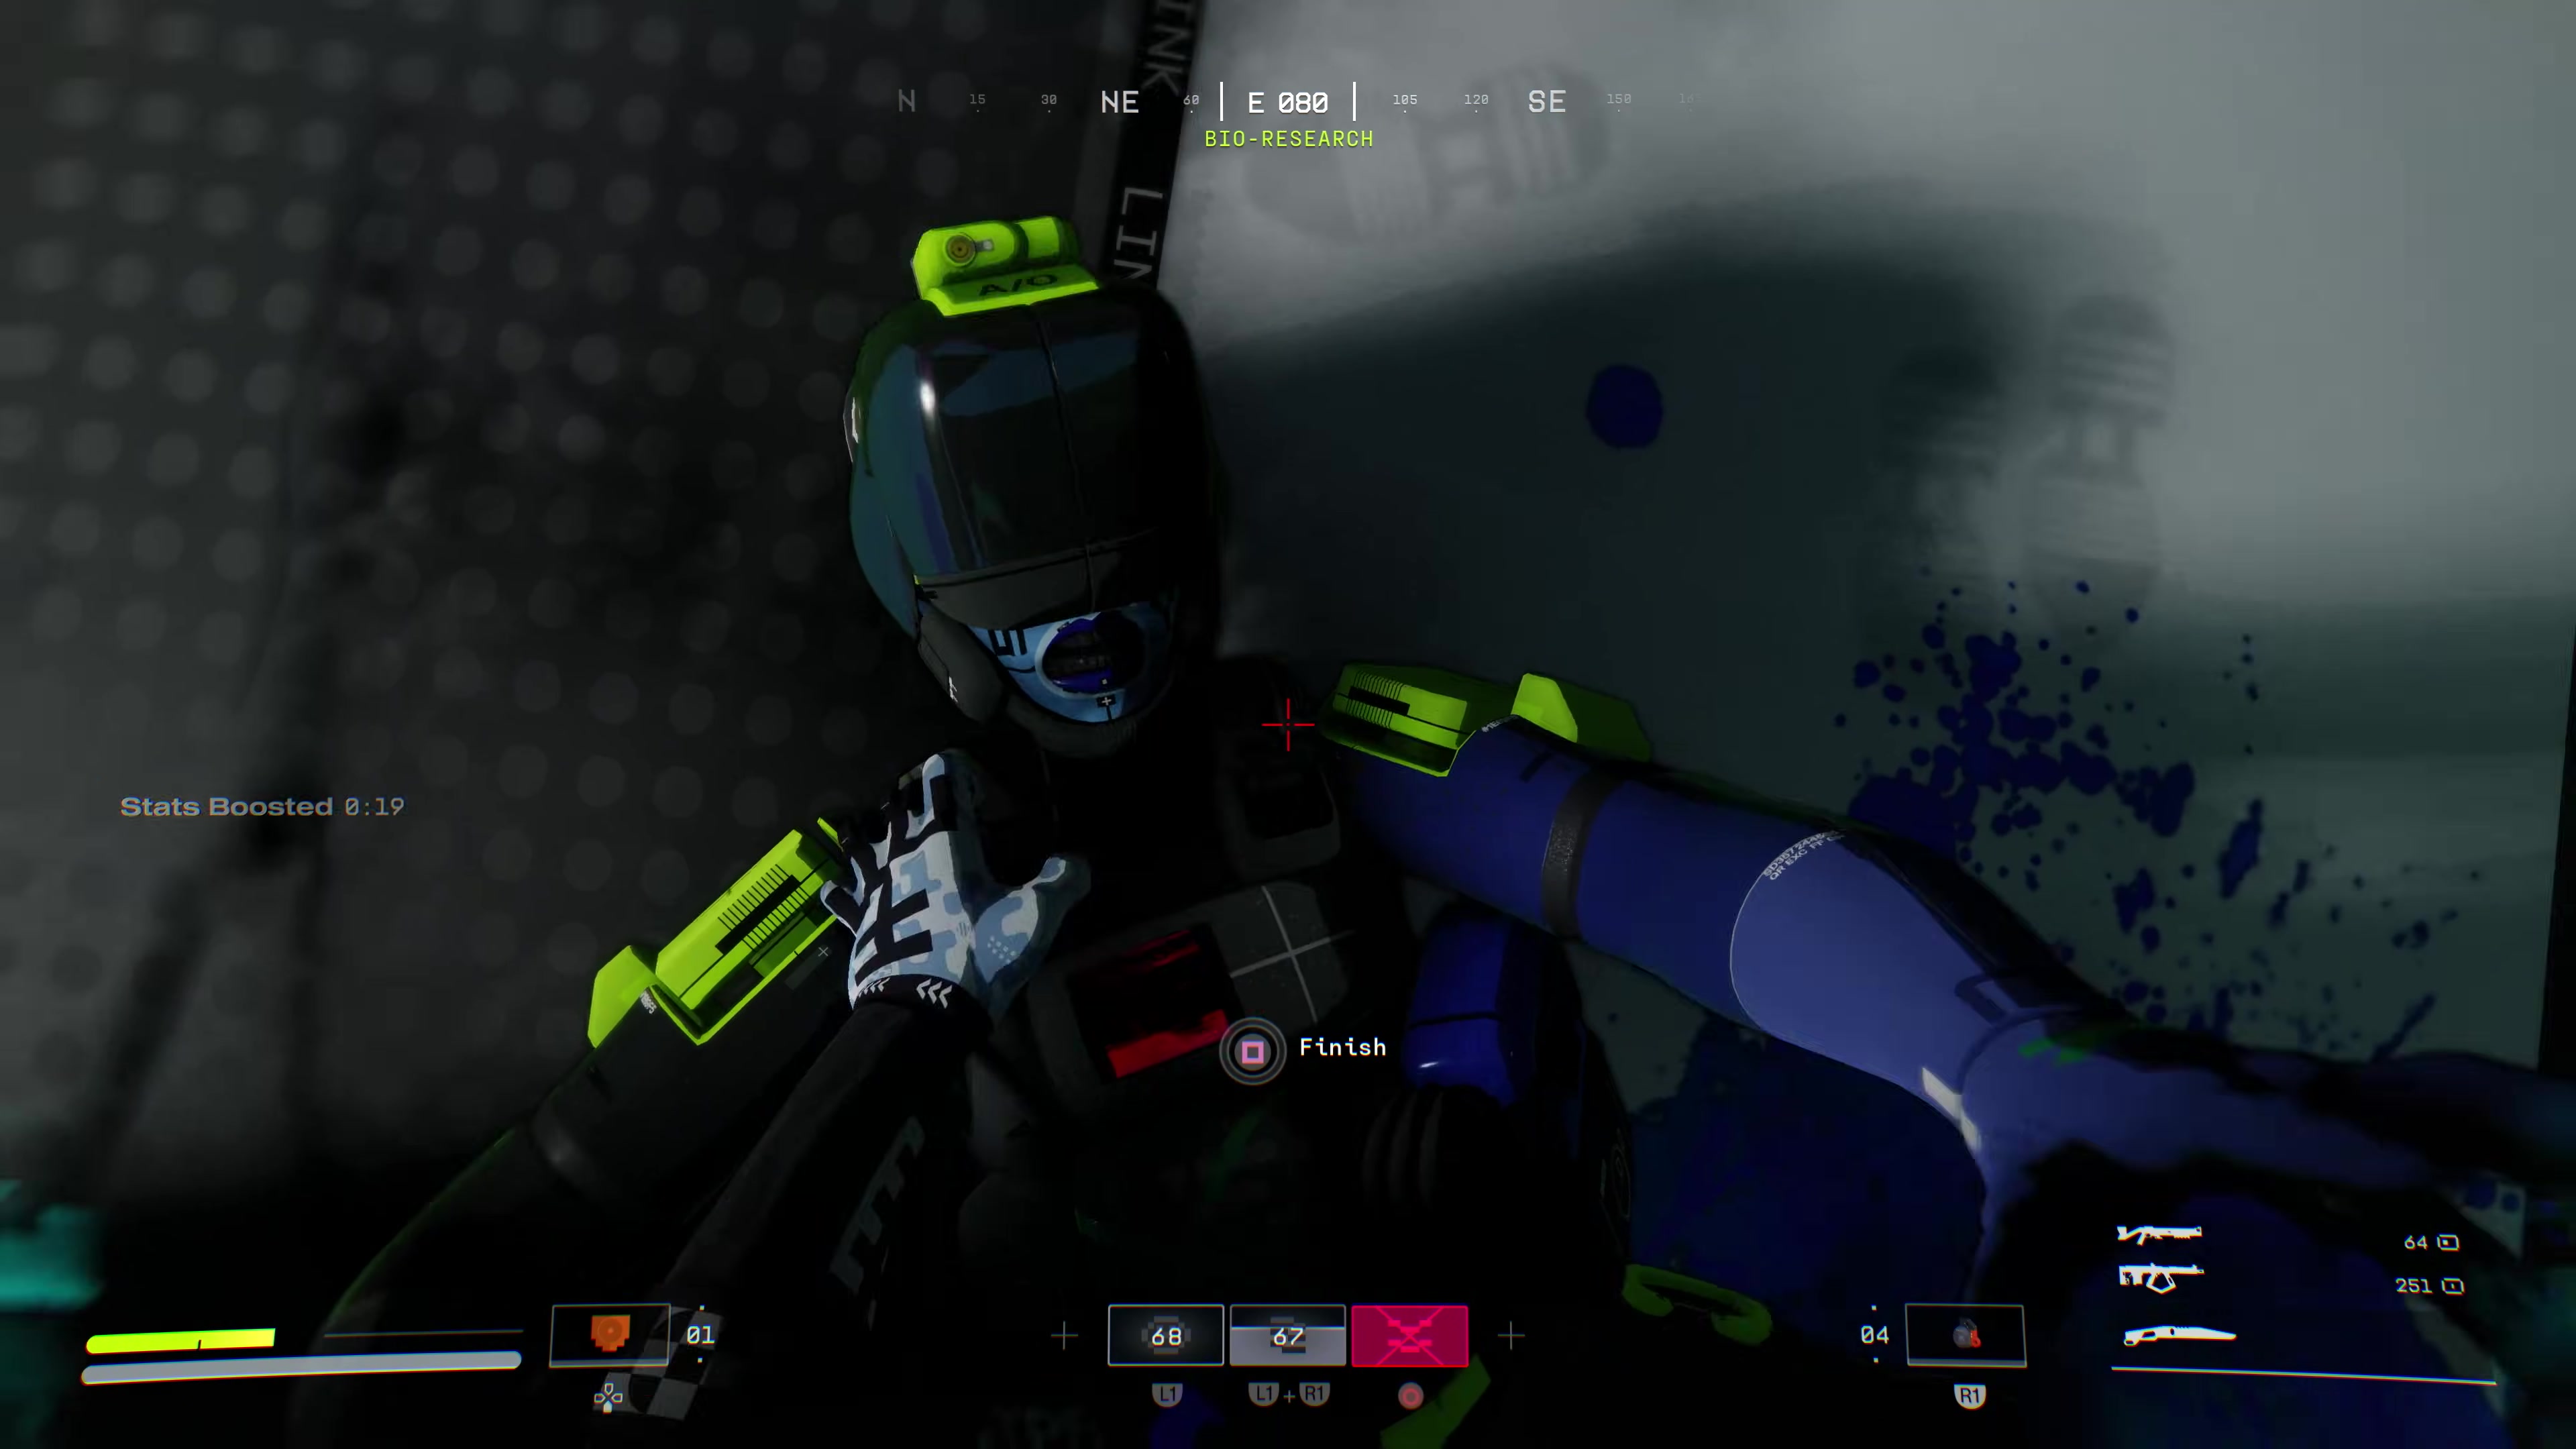 N 15 30 NE 60 E 080 105 120 SE 150
BIO-RESEARCH
LINK
A/O
Stats Boosted 0:19
Finish
64
251
01
68
67
04
L1
L1 + R1
R1